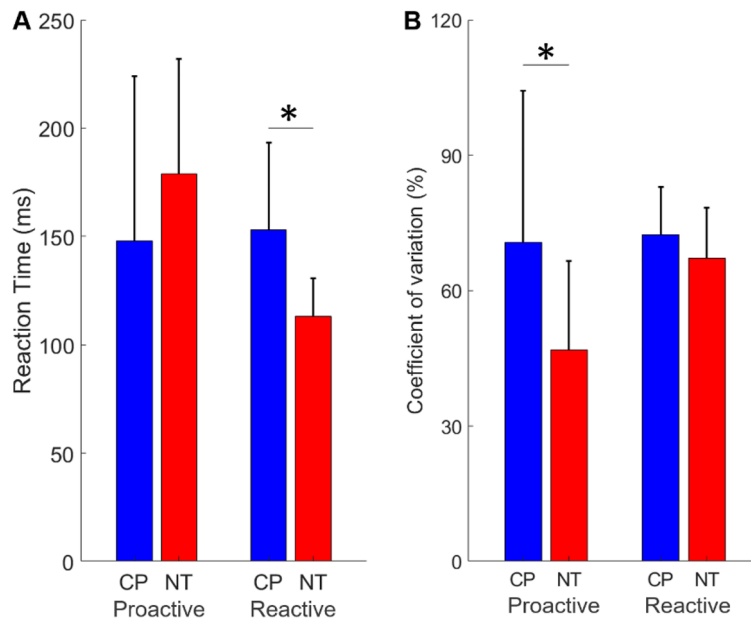 A
Reaction Time (ms)
250
200
150
100
50
0
*
CP NT CP NT
Proactive Reactive
B
Coefficient of variation (%)
120
90
60
30
0
*
CP NT CP NT
Proactive Reactive